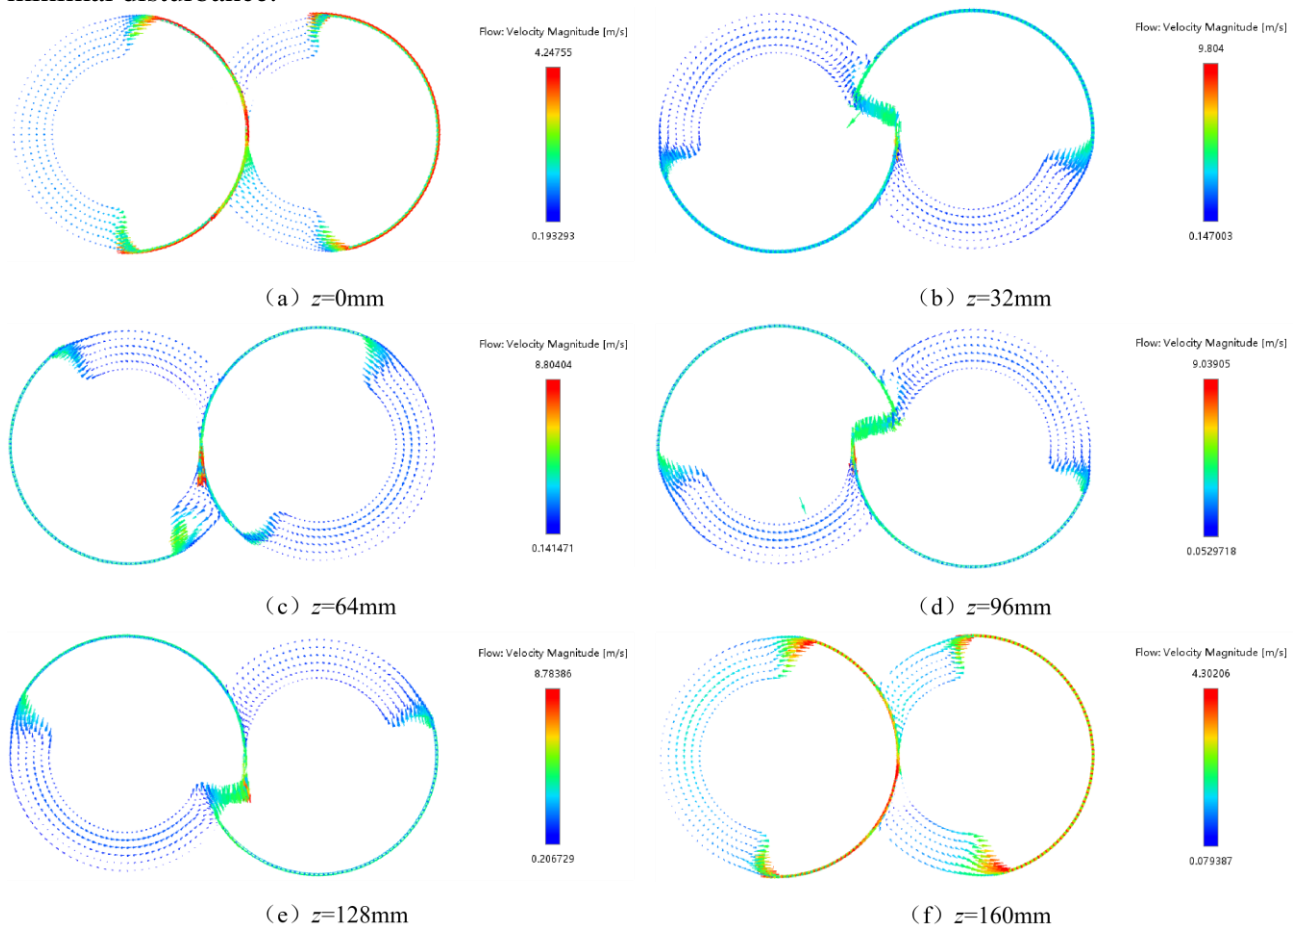 minimal disturbance.
Flow: Velocity Magnitude [m/s]
4.24755
0.193293
(a) z=0mm
Flow: Velocity Magnitude [m/s]
9.804
0.147003
(b) z=32mm
Flow: Velocity Magnitude [m/s]
8.80404
0.141471
(c) z=64mm
Flow: Velocity Magnitude [m/s]
9.03905
0.0529718
(d) z=96mm
Flow: Velocity Magnitude [m/s]
8.78386
0.206729
(e) z=128mm
Flow: Velocity Magnitude [m/s]
4.30206
0.079387
(f) z=160mm